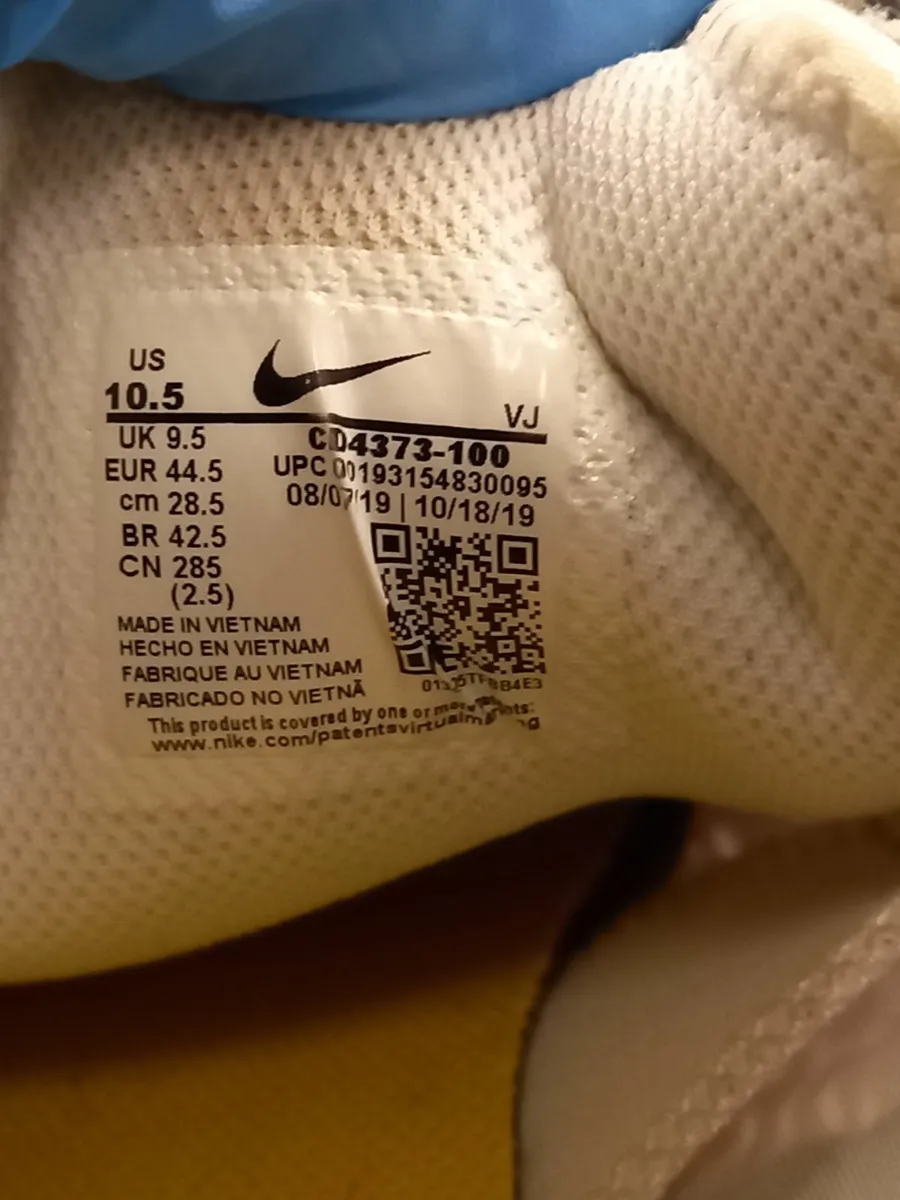 US
10.5
VJ
UK 9.5
CD4373-100
EUR 44.5
UPC 00193154830095
cm 28.5
08/07/19 | 10/18/19
BR 42.5
CN 285
(2.5)
MADE IN VIETNAM
HECHO EN VIETNAM
FABRIQUE AU VIETNAM
FABRICADO NO VIETNÃ
This product is covered by one or more
www.nike.com/patentsvirtualmarking